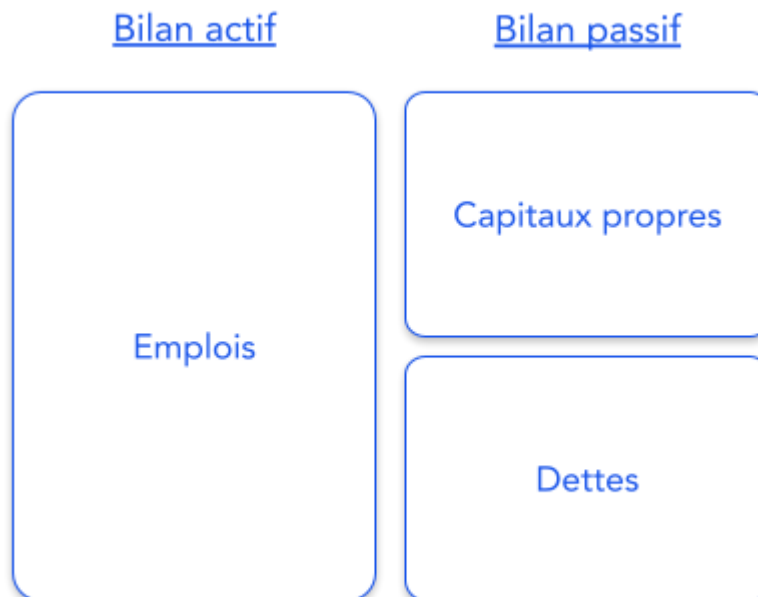 Bilan actif
Bilan passif
Capitaux propres
Emplois
Dettes